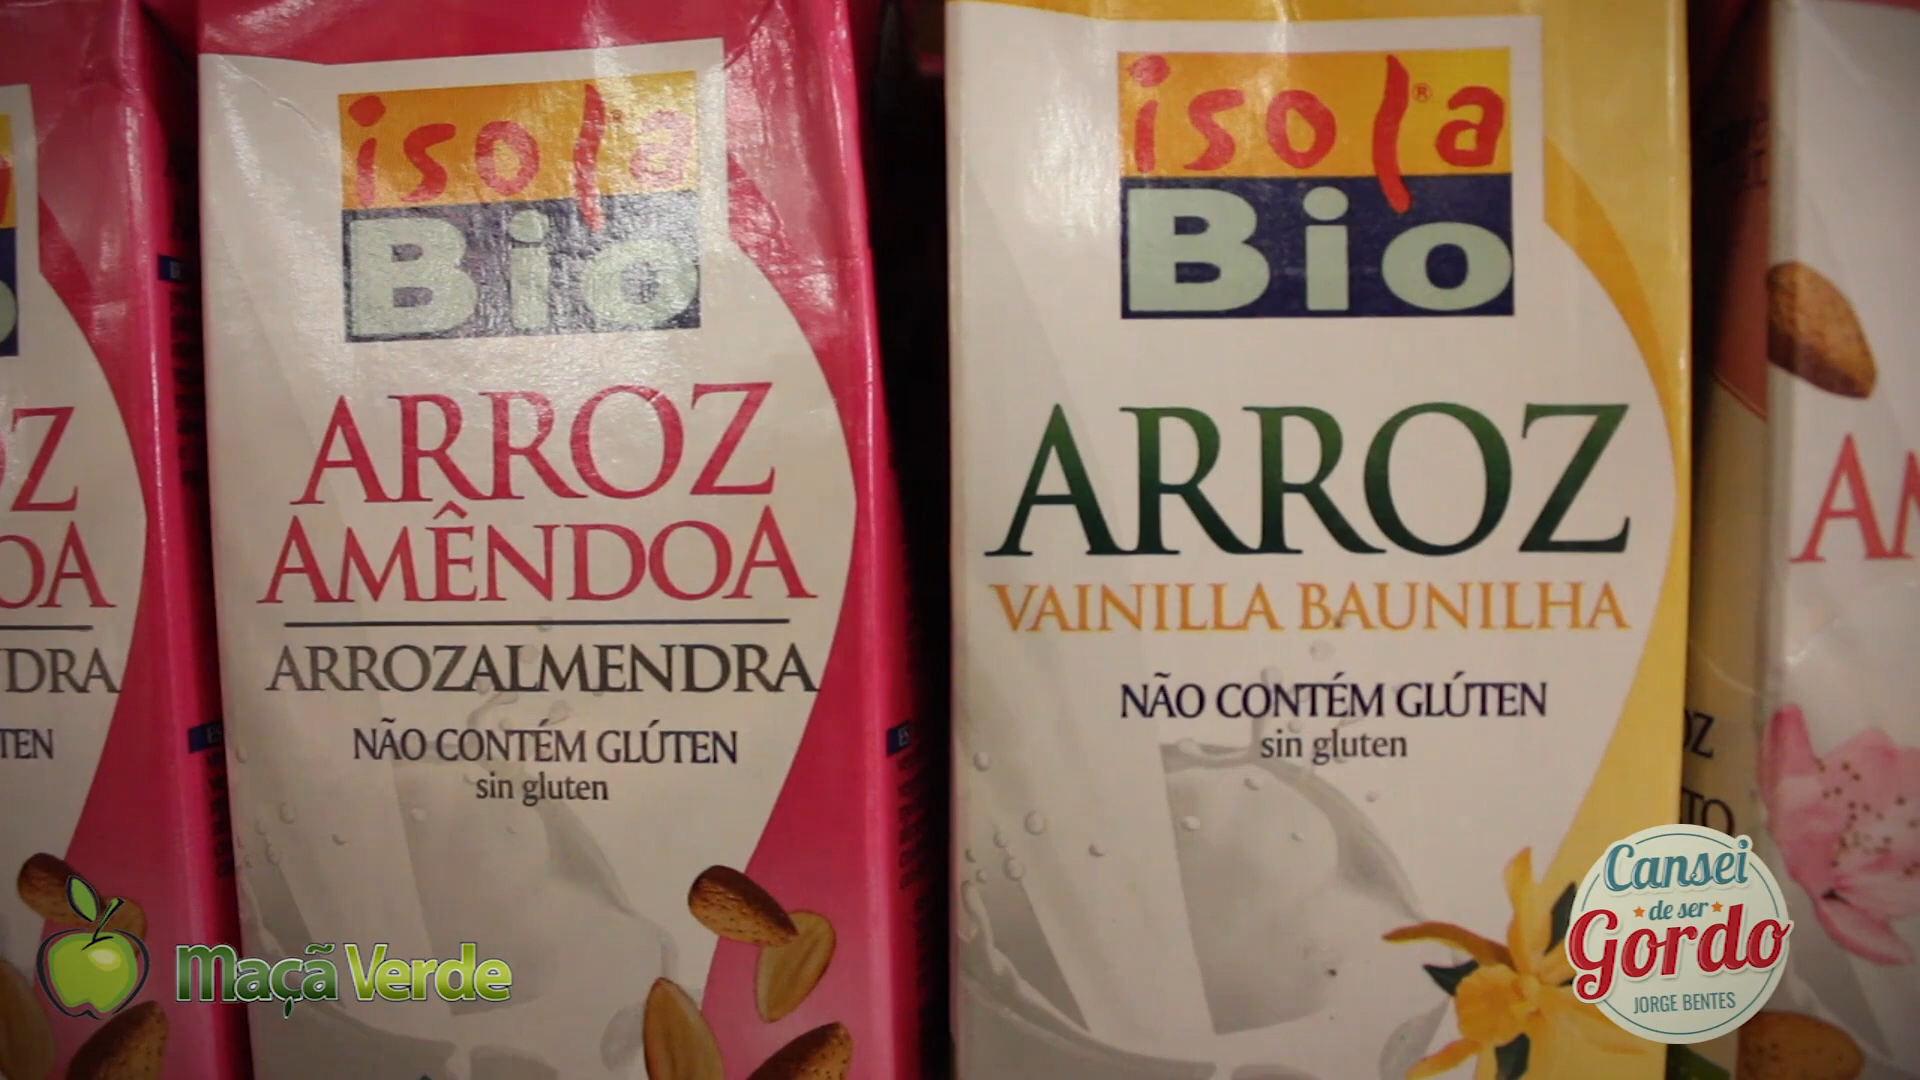 isola
Bio
ARROZ
AMÊNDOA
ARROZALMENDRA
NÃO CONTÉM GLÚTEN
sin gluten
isola®
Bio
ARROZ
VAINILLA BAUNILHA
NÃO CONTÉM GLÚTEN
sin gluten
Maçã Verde
Cansei
de ser
Gordo
JORGE BENTES